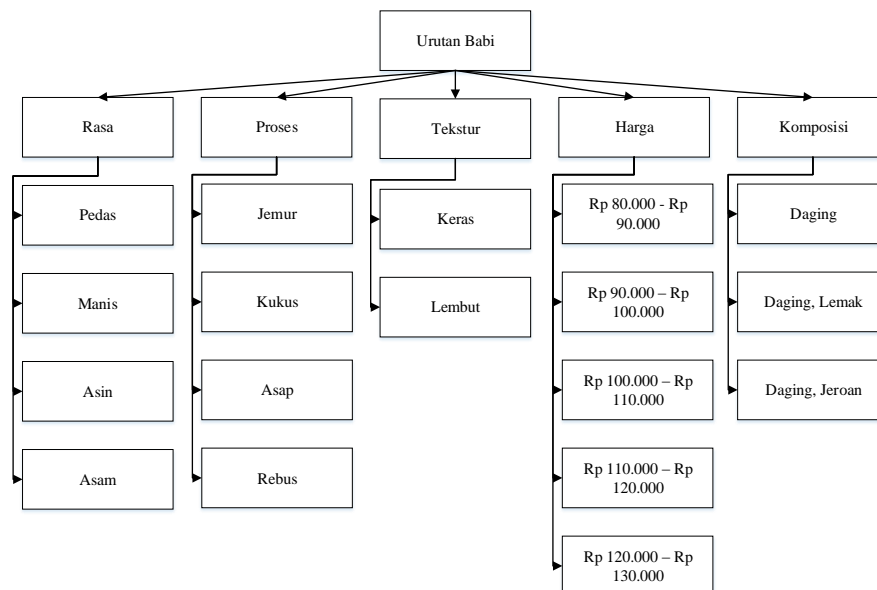 Urutan Babi
Rasa
Proses
Tekstur
Harga
Komposisi
Pedas
Manis
Asin
Asam
Jemur
Kukus
Asap
Rebus
Keras
Lembut
Rp 80.000 - Rp
90.000
Rp 90.000 – Rp
100.000
Rp 100.000 – Rp
110.000
Rp 110.000 – Rp
120.000
Rp 120.000 – Rp
130.000
Daging
Daging, Lemak
Daging, Jeroan